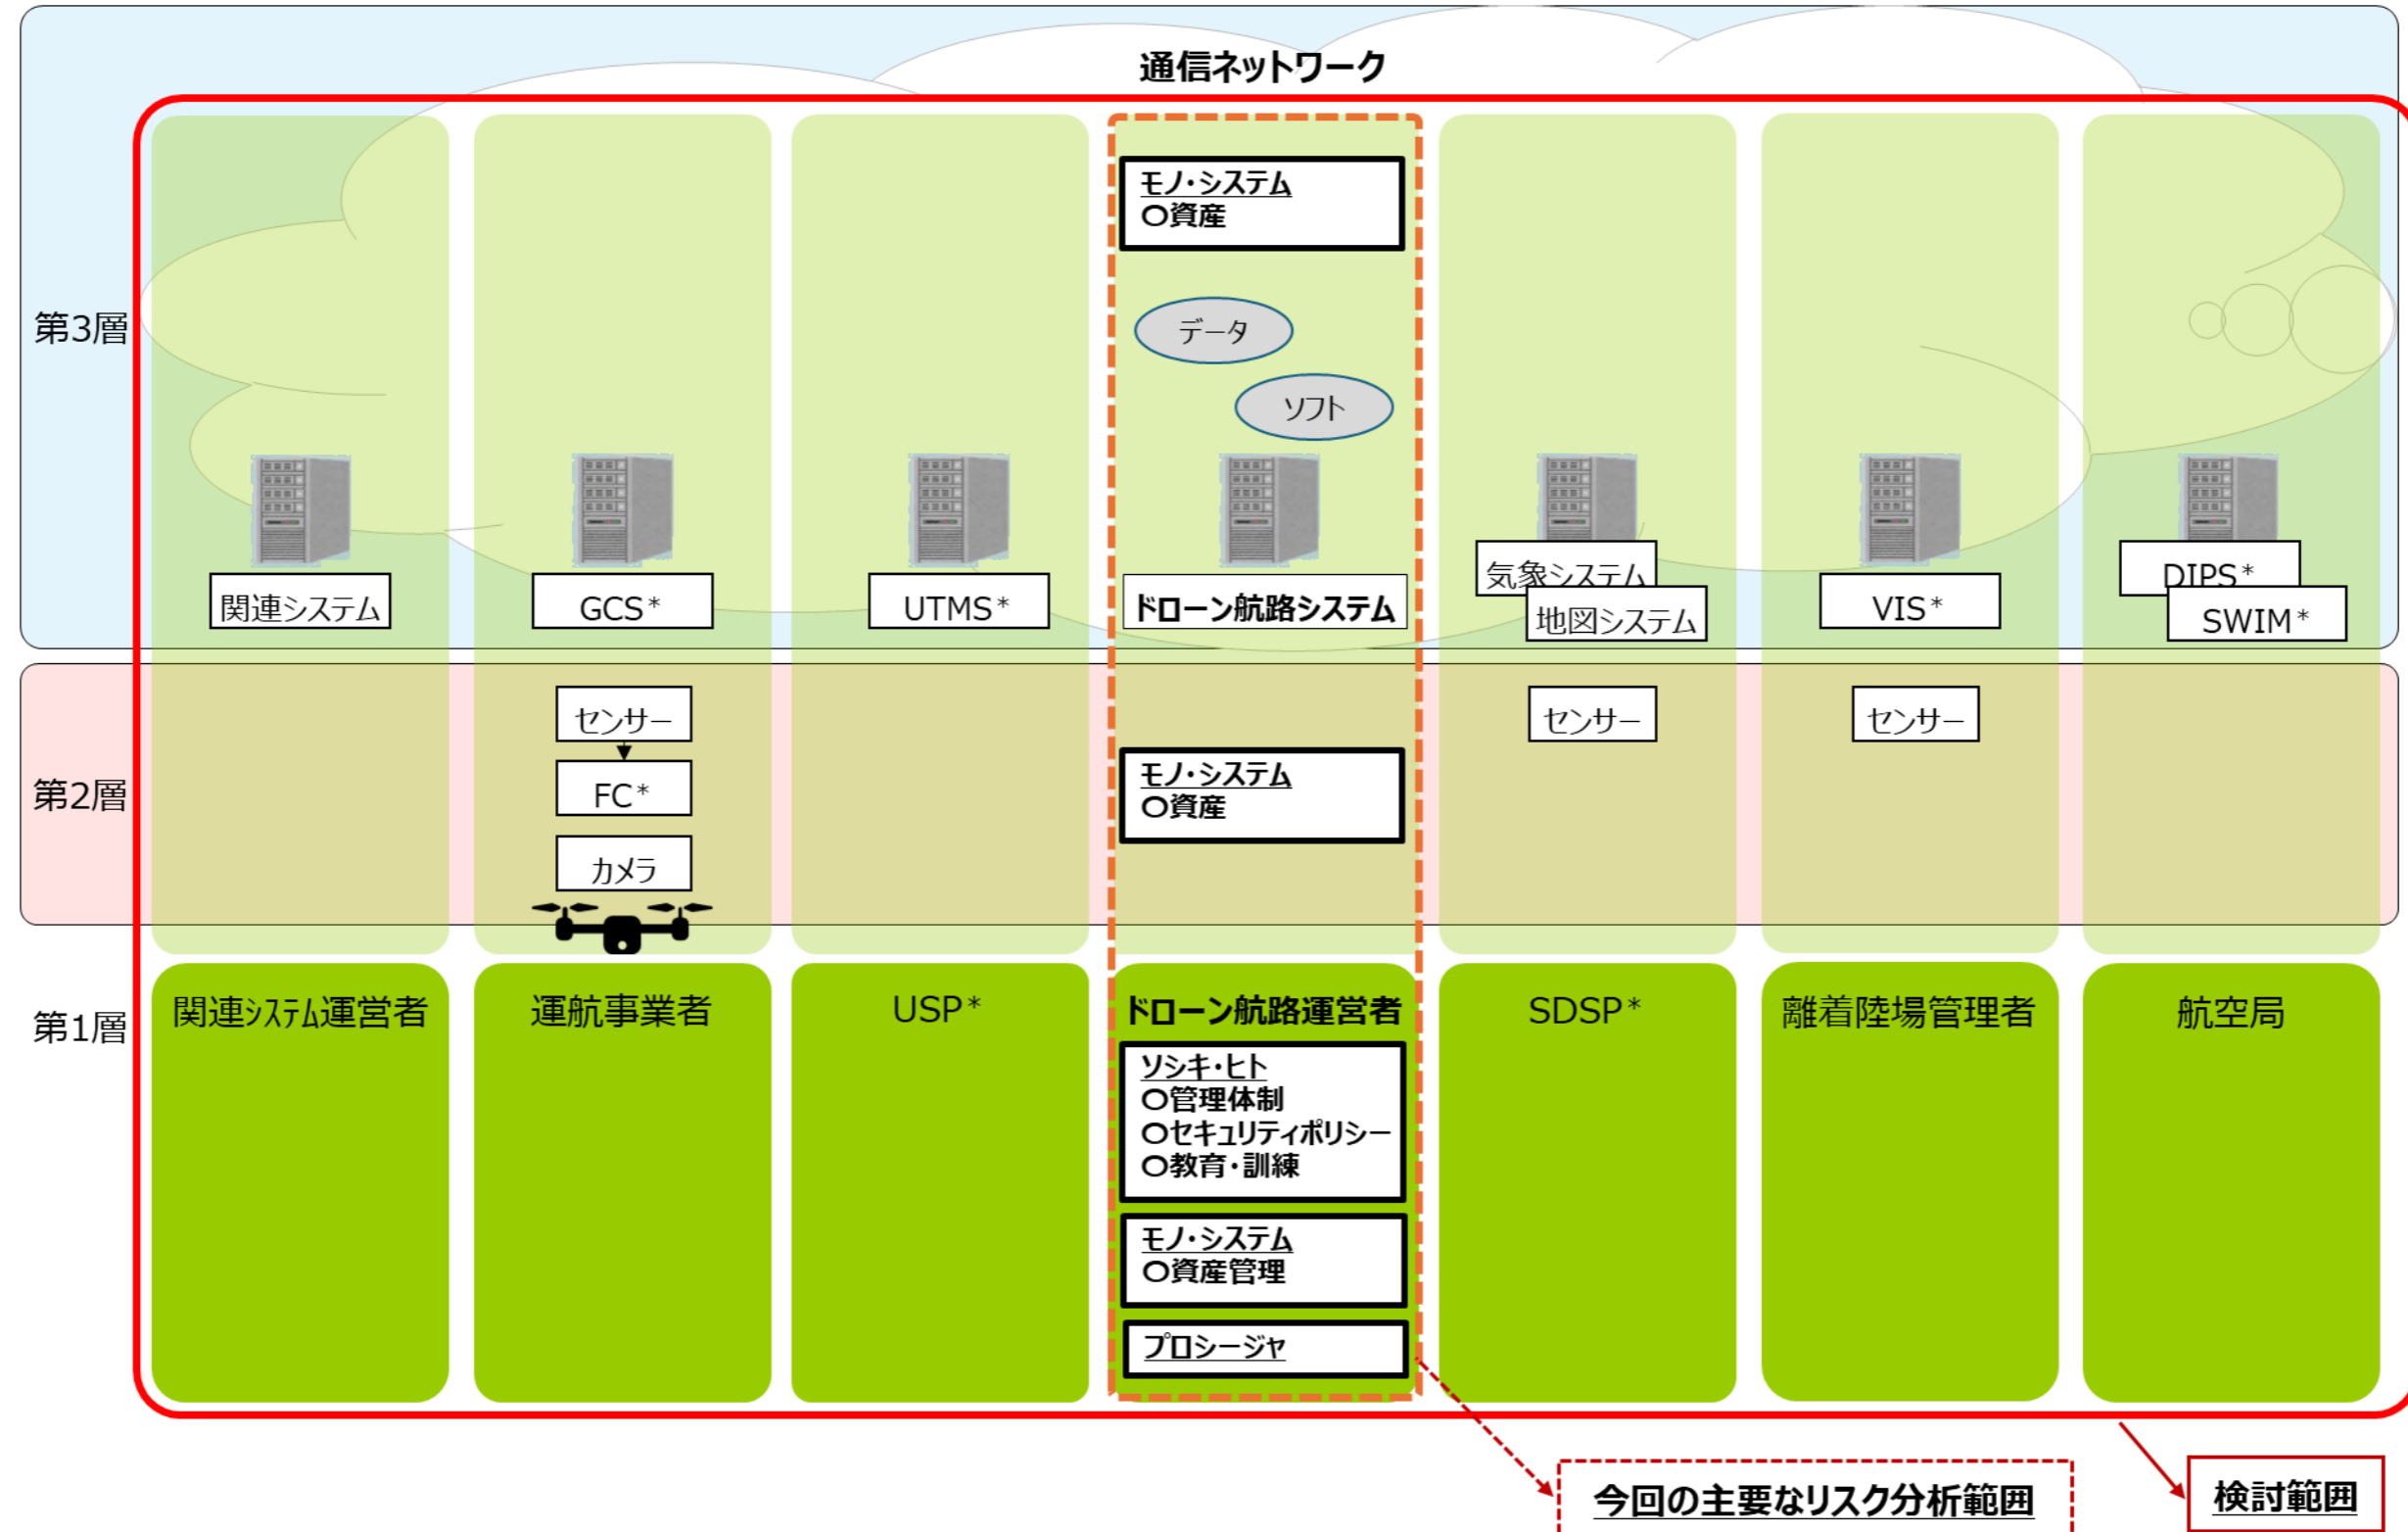 通信ネットワーク
第3層
モノ・システム
〇資産
データ
ソフト
関連システム
GCS*
UTMS*
ドローン航路システム
気象システム
地図システム
VIS*
DIPS*
SWIM*
第2層
センサー
FC*
カメラ
モノ・システム
〇資産
センサー
センサー
第1層
関連システム運営者
運航事業者
USP*
ドローン航路運営者
SDSP*
離着陸場管理者
航空局
ソシキ・ヒト
〇管理体制
〇セキュリティポリシー
〇教育・訓練
モノ・システム
〇資産管理
プロシージャ
今回の主要なリスク分析範囲
検討範囲